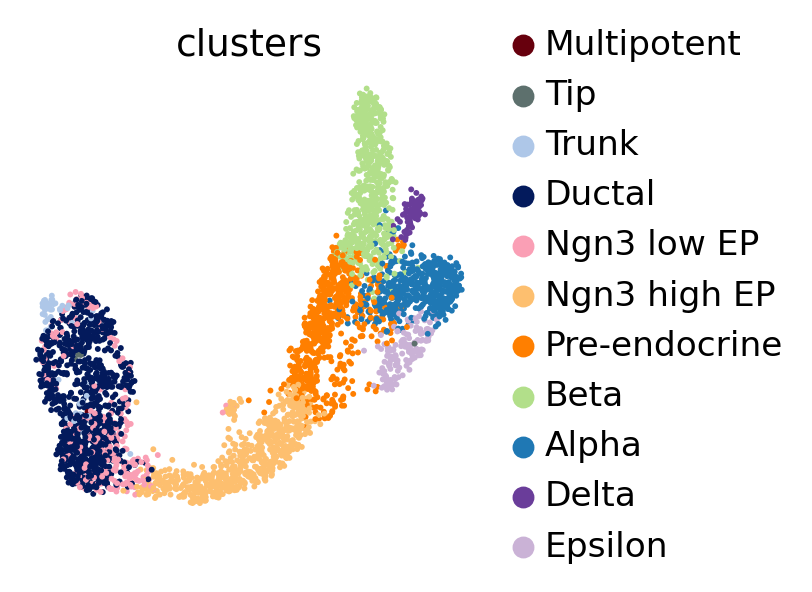 clusters
Multipotent
Tip
Trunk
Ductal
Ngn3 low EP
Ngn3 high EP
Pre-endocrine
Beta
Alpha
Delta
Epsilon